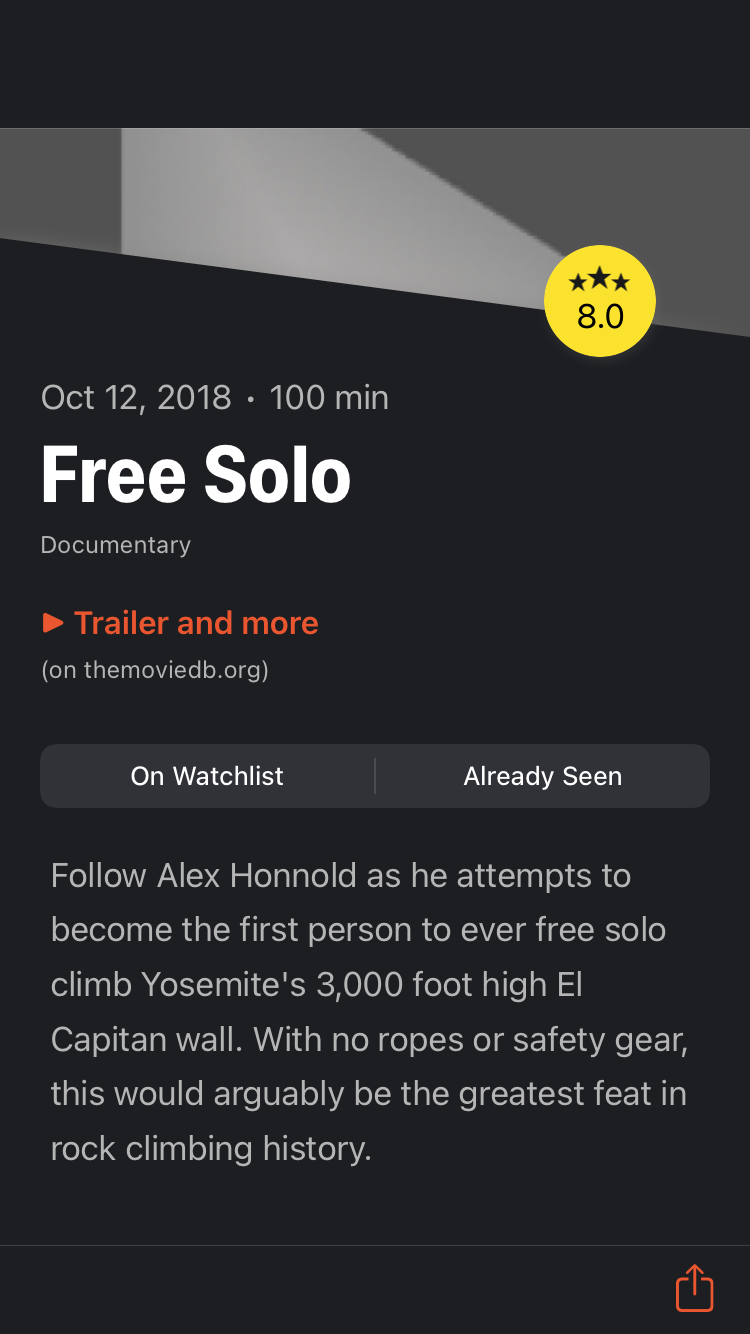 8.0
Oct 12, 2018 · 100 min
Free Solo
Documentary
Trailer and more
(on themoviedb.org)
On Watchlist
Already Seen
Follow Alex Honnold as he attempts to
become the first person to ever free solo
climb Yosemite's 3,000 foot high El
Capitan wall. With no ropes or safety gear,
this would arguably be the greatest feat in
rock climbing history.